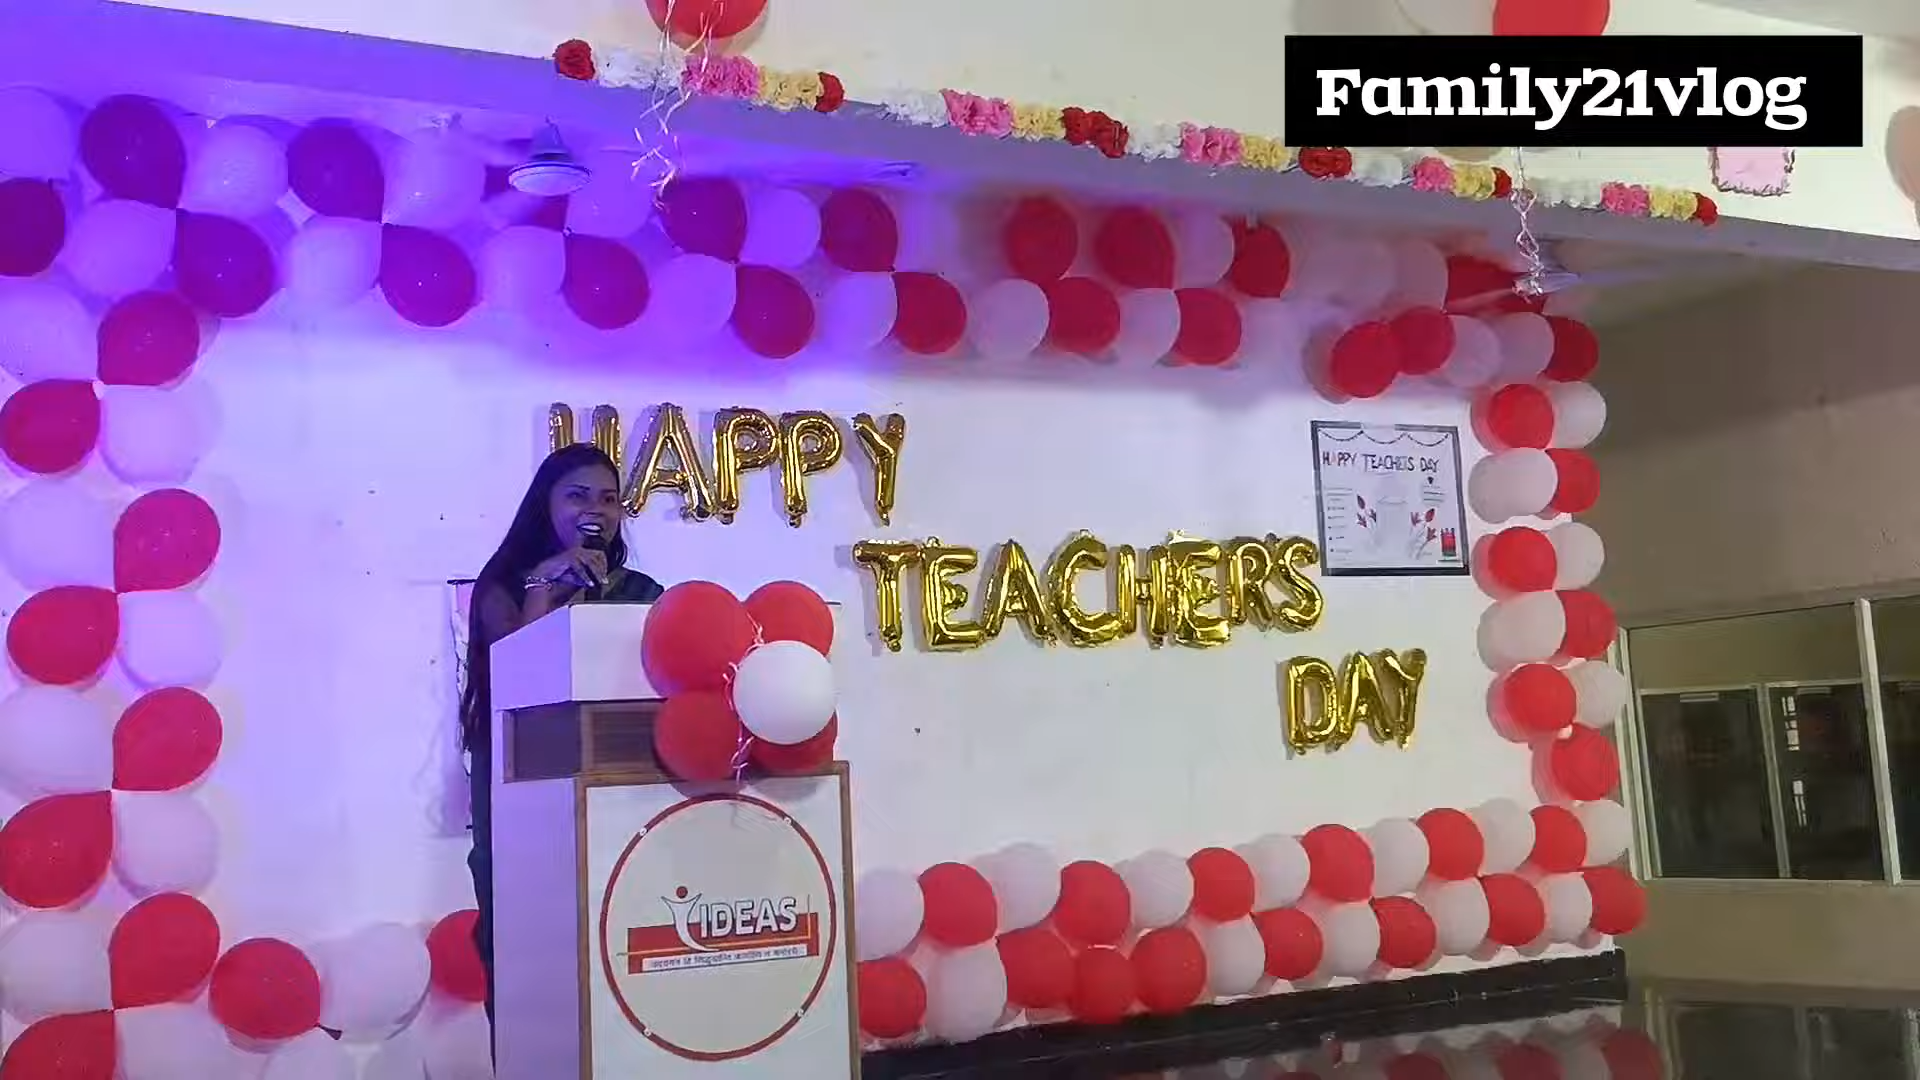 Family21vlog
HAPPY
TEACHERS
DAY
HAPPY TEACHERS DAY
IDEAS